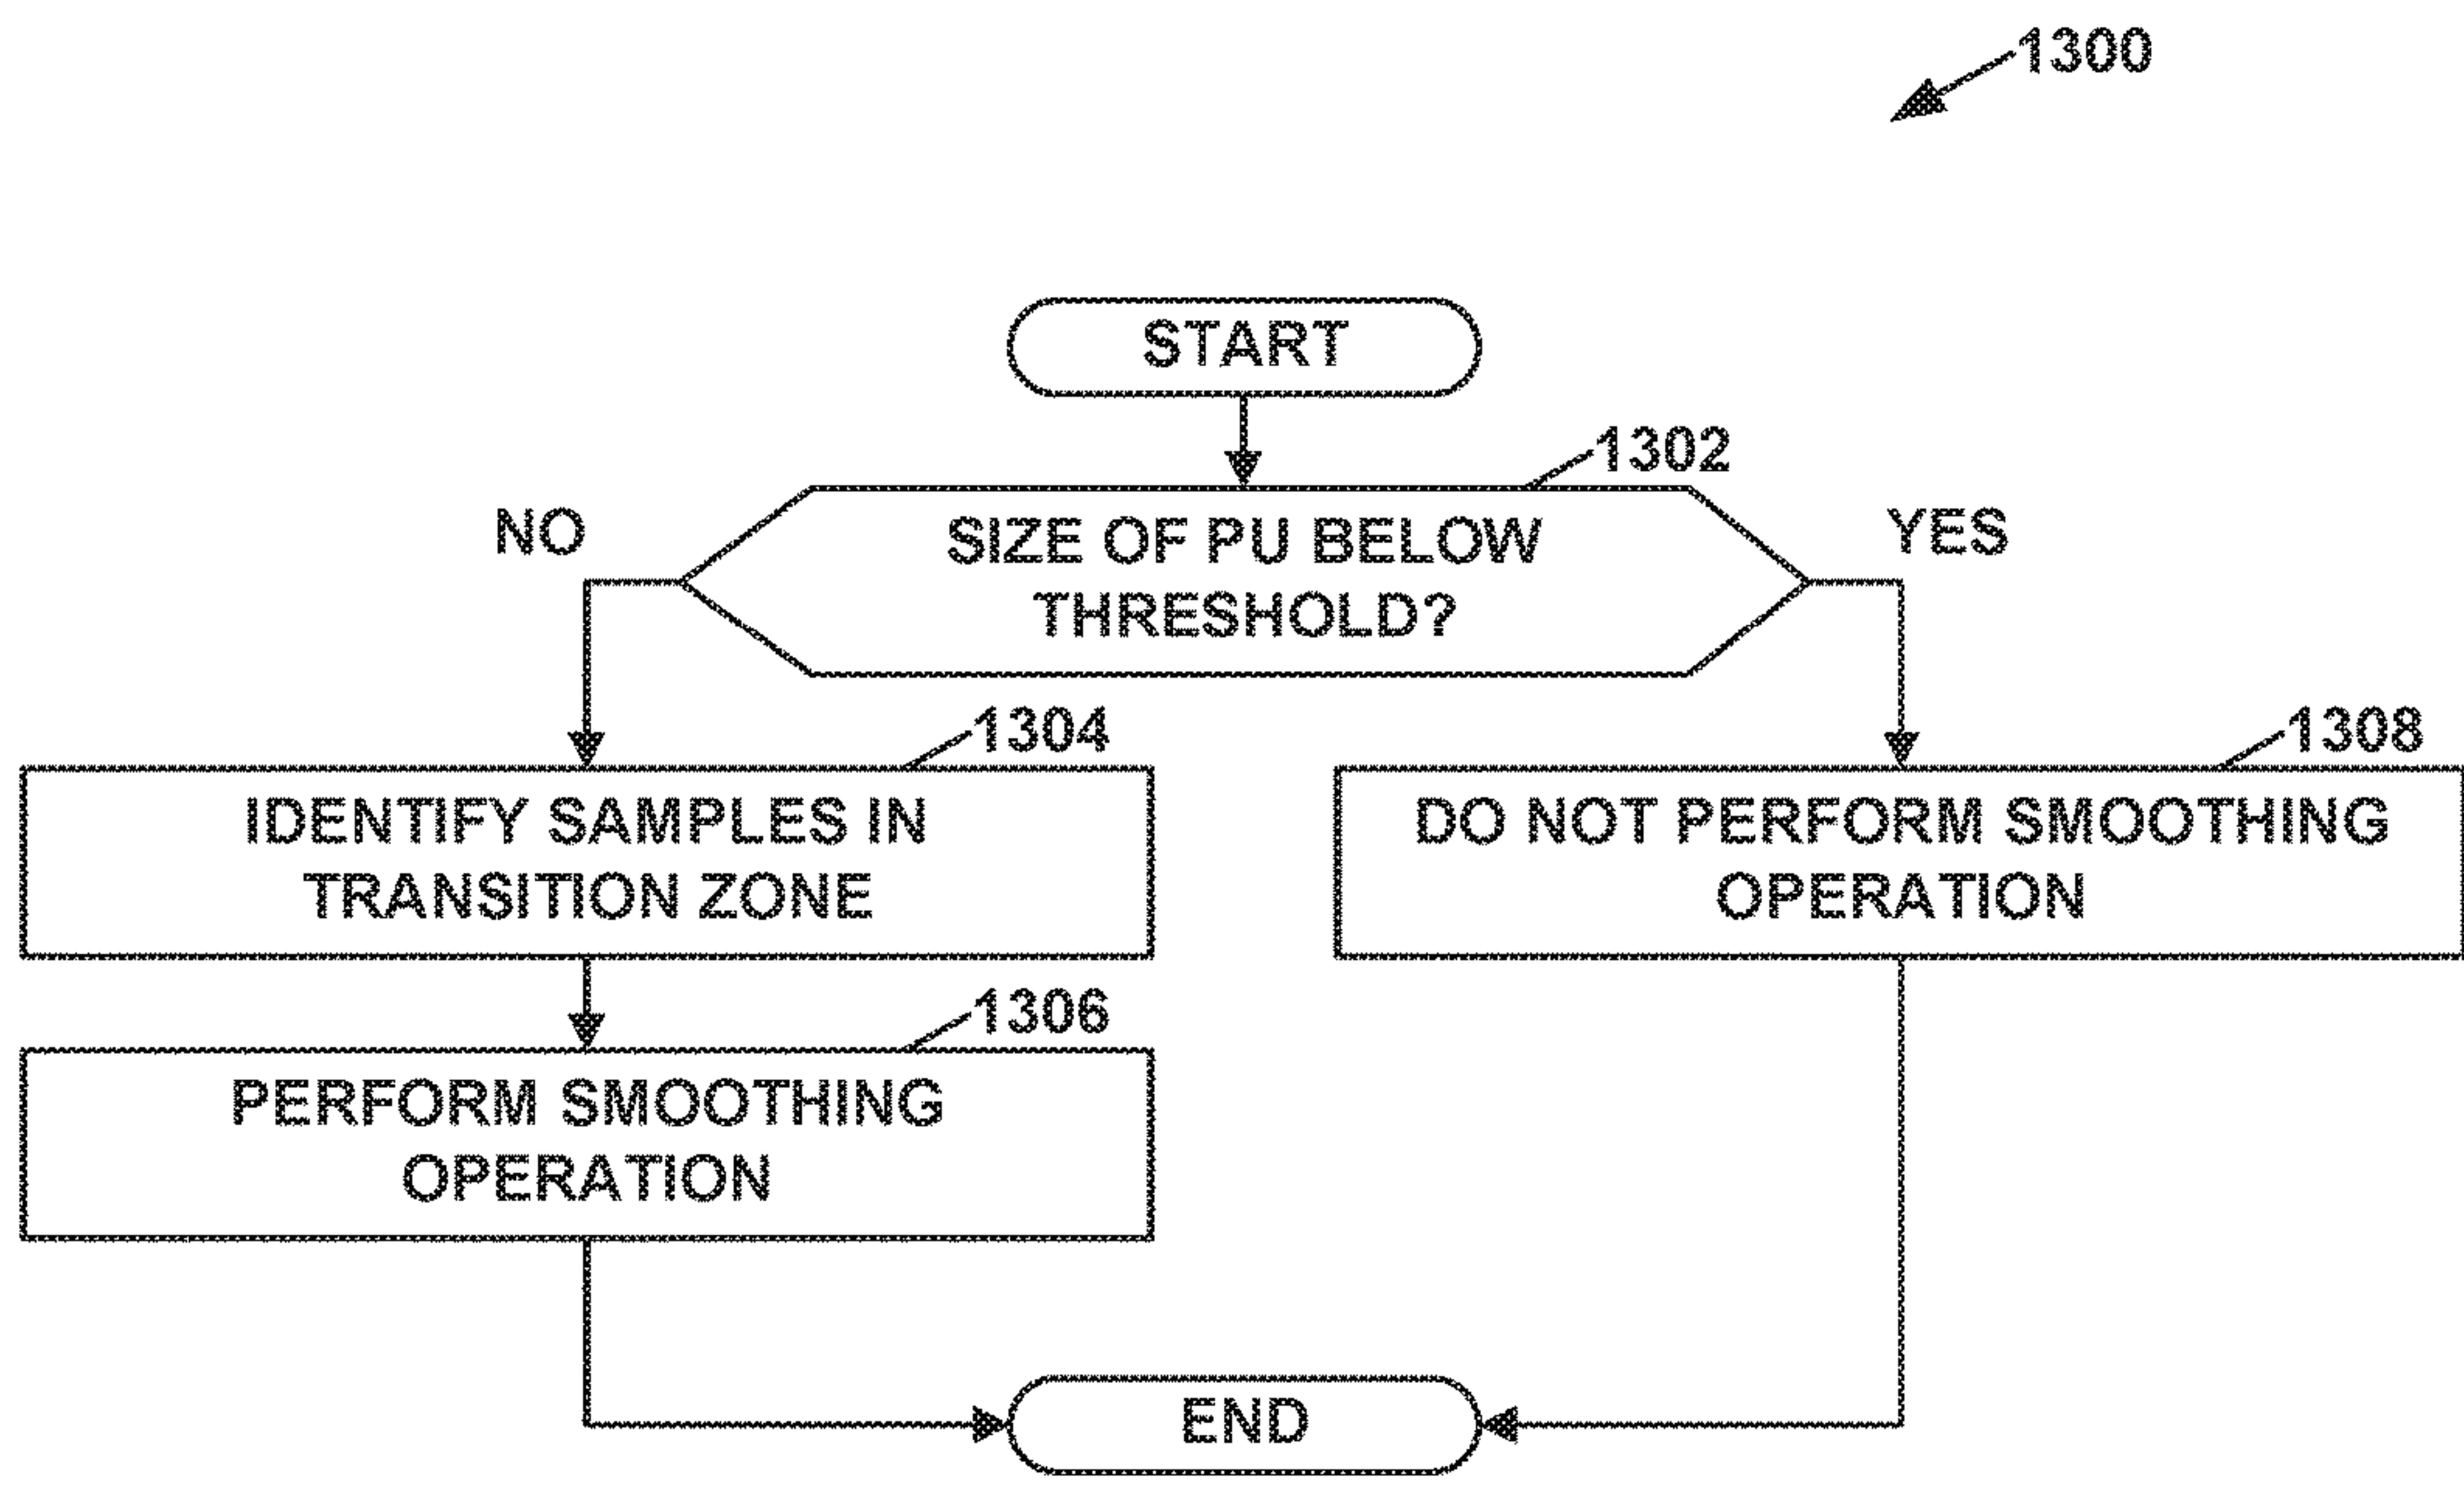 1300
START
1302
NO
SIZE OF PU BELOW
THRESHOLD?
YES
1304
IDENTIFY SAMPLES IN
TRANSITION ZONE
1308
DO NOT PERFORM SMOOTHING
OPERATION
1306
PERFORM SMOOTHING
OPERATION
END